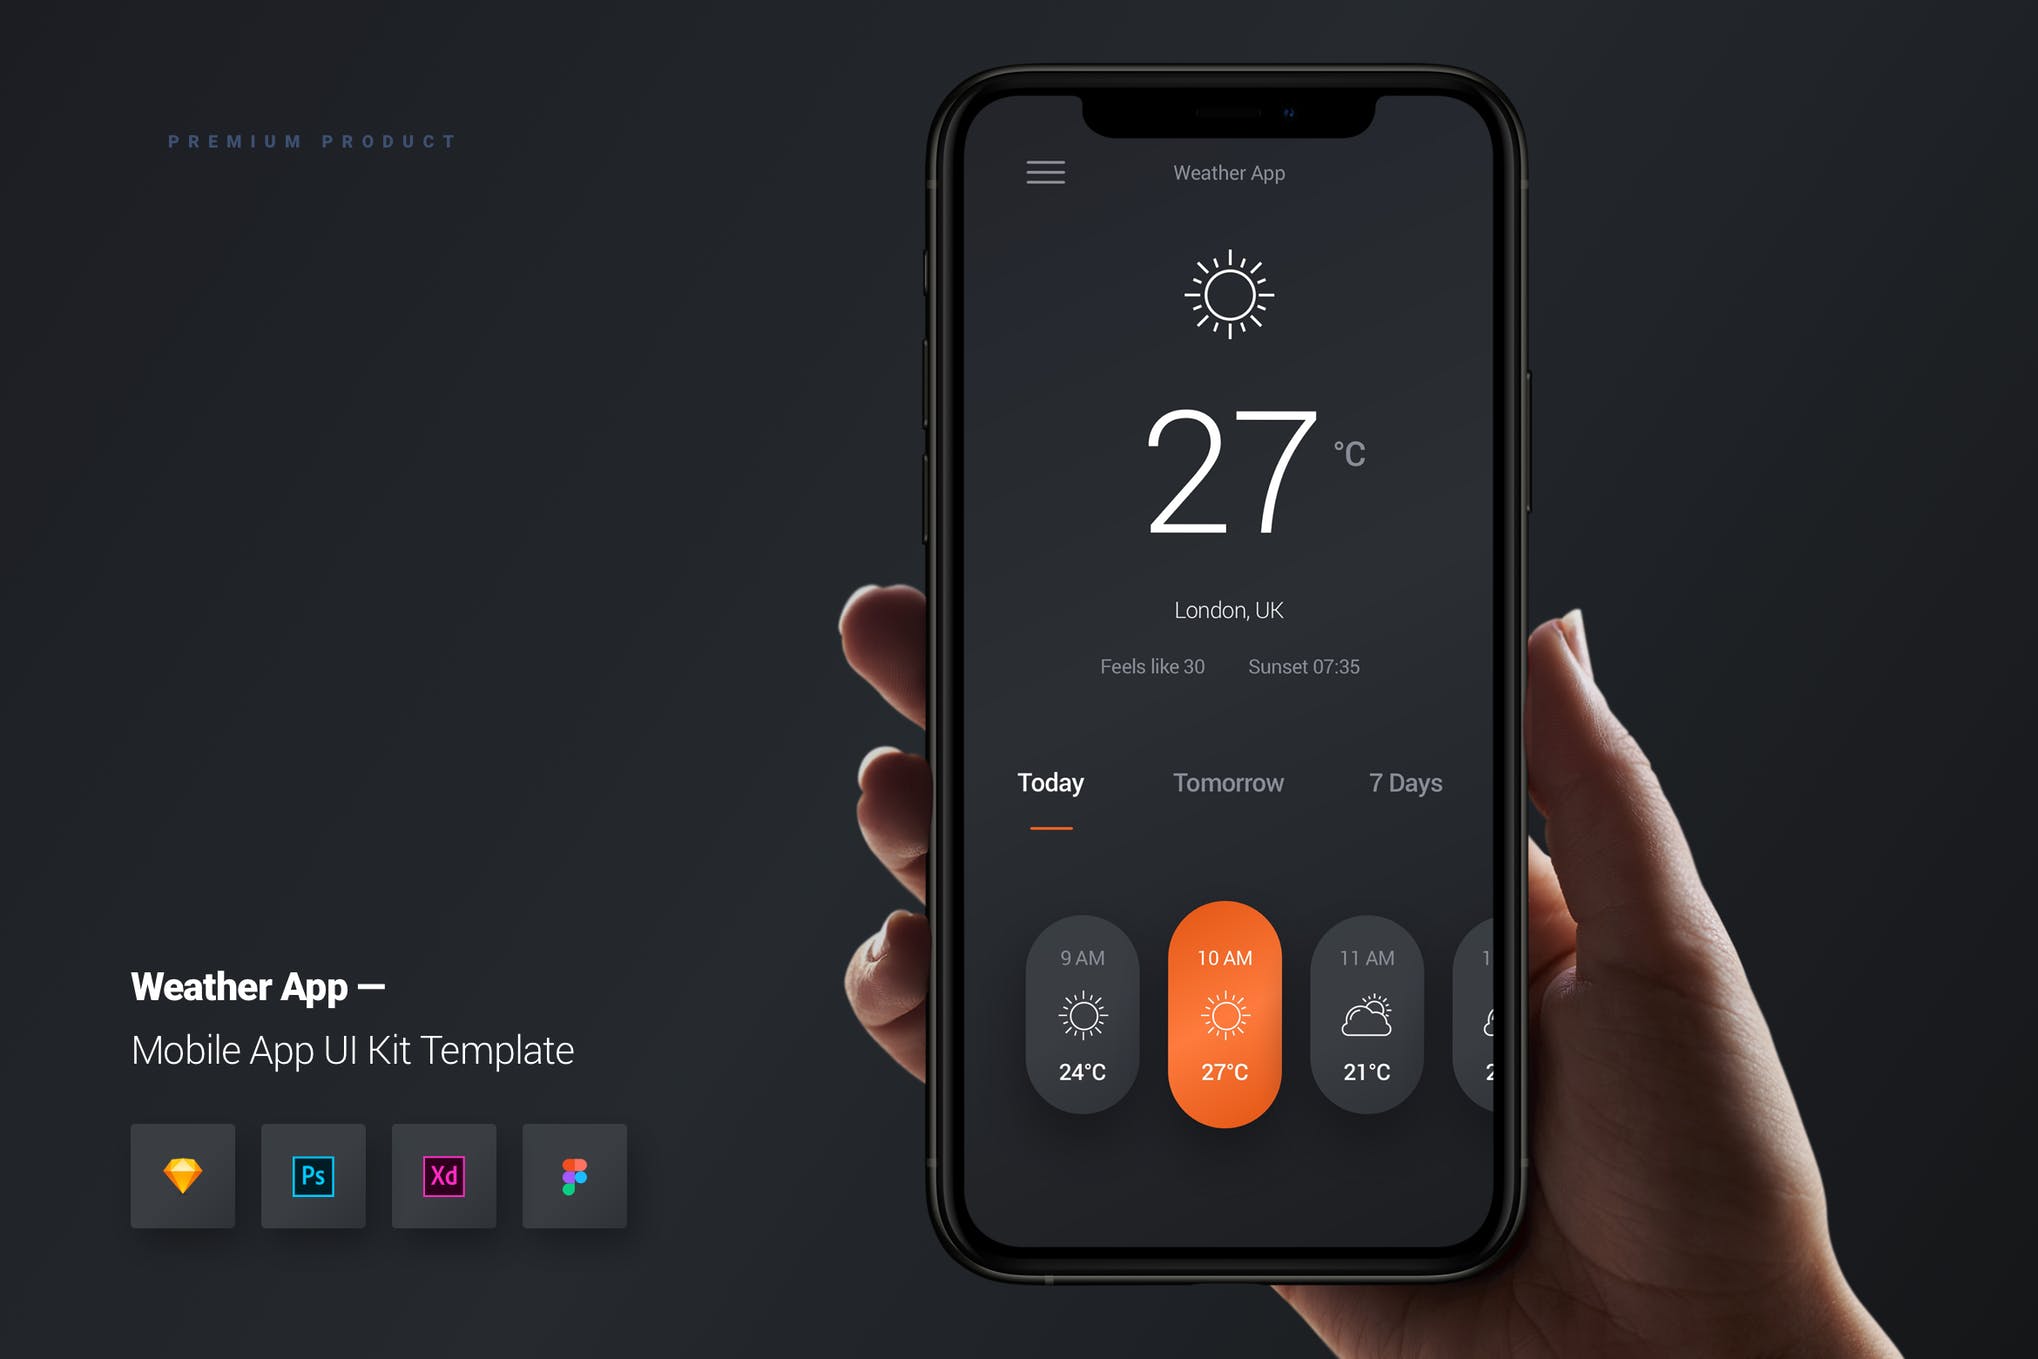 PREMIUM PRODUCT
Weather App
27 °C
London, UK
Feels like 30 Sunset 07:35
Today Tomorrow 7 Days
9 AM 10 AM 11 AM
24°C 27°C 21°C
Weather App —
Mobile App UI Kit Template
Ps Xd